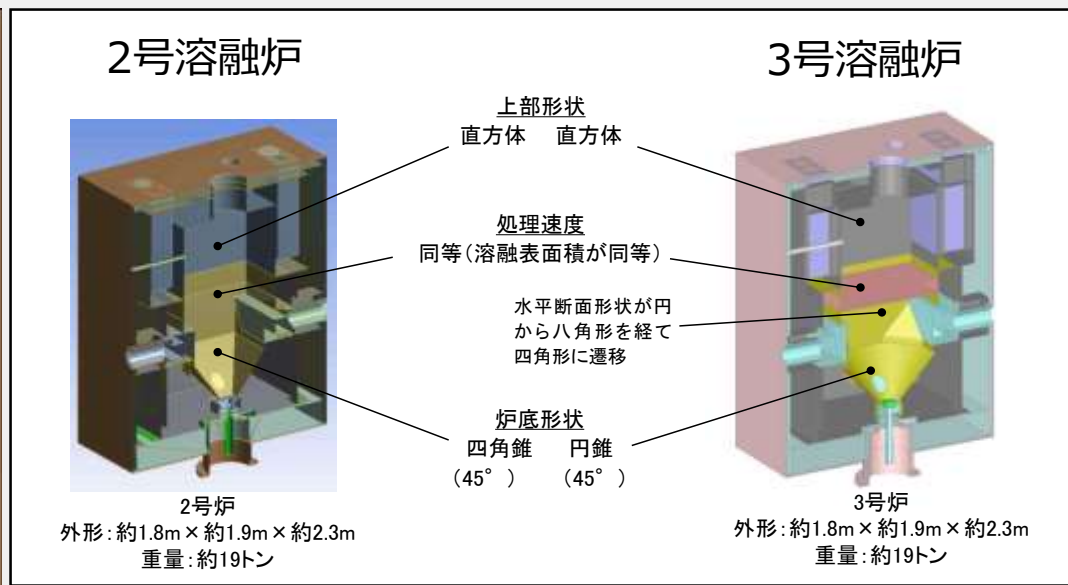 2号溶融炉
3号溶融炉
上部形状
直方体 直方体
処理速度
同等(溶融表面積が同等)
水平断面形状が円
から八角形を経て
四角形に遷移
炉底形状
四角錐 円錐
(45°) (45°)
2号炉
外形:約1.8m×約1.9m×約2.3m
重量:約19トン
3号炉
外形:約1.8m×約1.9m×約2.3m
重量:約19トン